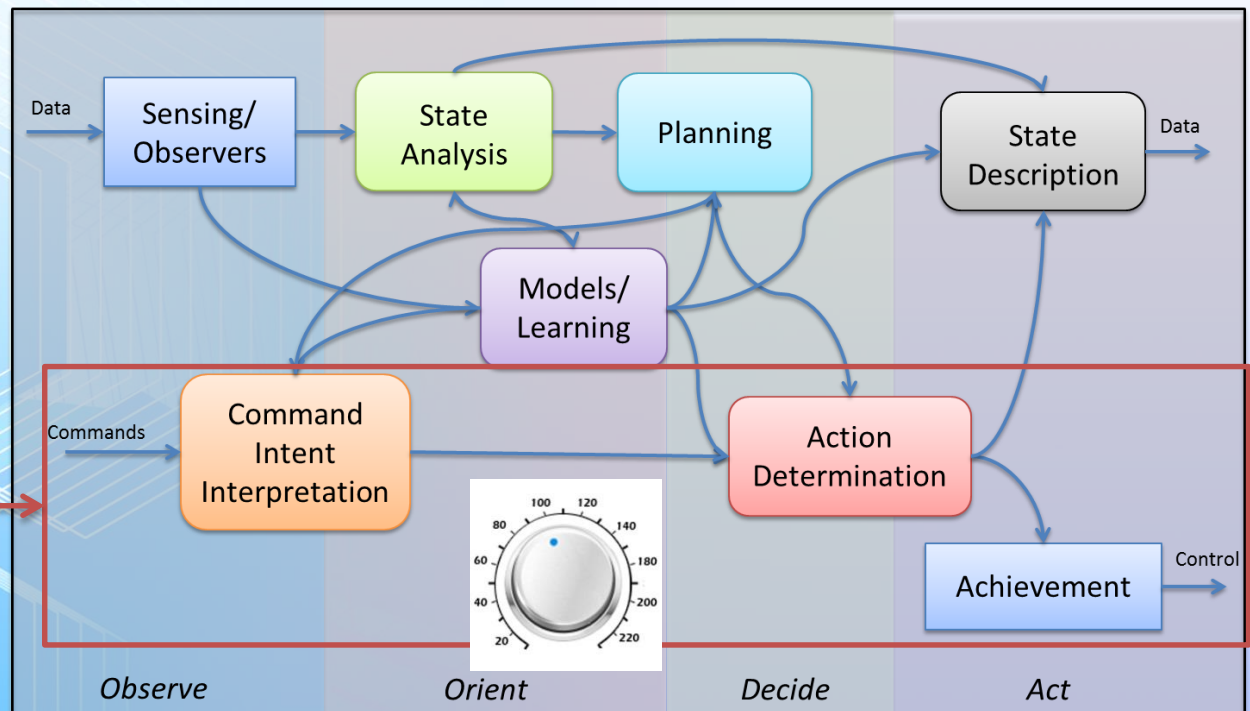 Data
Sensing/
Observers
State
Analysis
Planning
State
Description
Data
Models/
Learning
Commands
Command
Intent
Interpretation
Action
Determination
Achievement
Control
20
40
60
80
100
120
140
180
200
220
Observe
Orient
Decide
Act